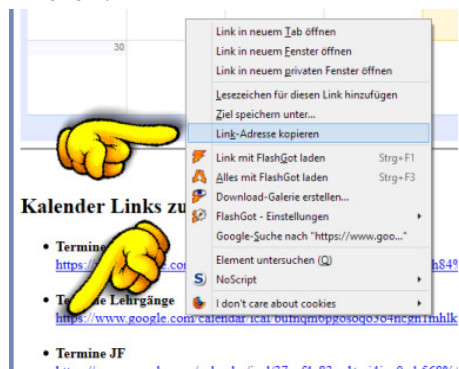 30
Link in neuem Tab öffnen
Link in neuem Fenster öffnen
Link in neuem privaten Fenster öffnen
Lesezeichen für diesen Link hinzufügen
Ziel speichern unter...
Link-Adresse kopieren
Link mit FlashGot laden Strg+F1
Alles mit FlashGot laden Strg+F3
Download-Galerie erstellen...
FlashGot - Einstellungen
Google-Suche nach "https://www.goo..."
Element untersuchen (Q)
NoScript
I don't care about cookies
Kalender Links zu
Termine
Lehrgänge
https://www.google.com/calendar/ical/
Termine JF